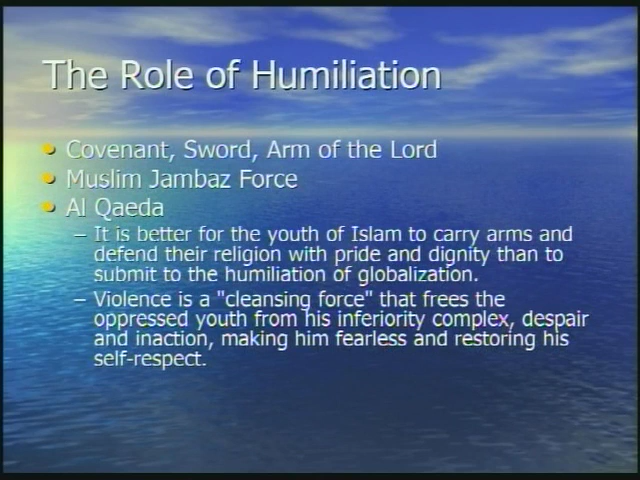 The Role of Humiliation
• Covenant, Sword, Arm of the Lord
• Muslim Jambaz Force
• Al Qaeda
– It is better for the youth of Islam to carry arms and
defend their religion with pride and dignity than to
submit to the humiliation of globalization.
– Violence is a "cleansing force" that frees the
oppressed youth from his inferiority complex, despair
and inaction, making him fearless and restoring his
self-respect.